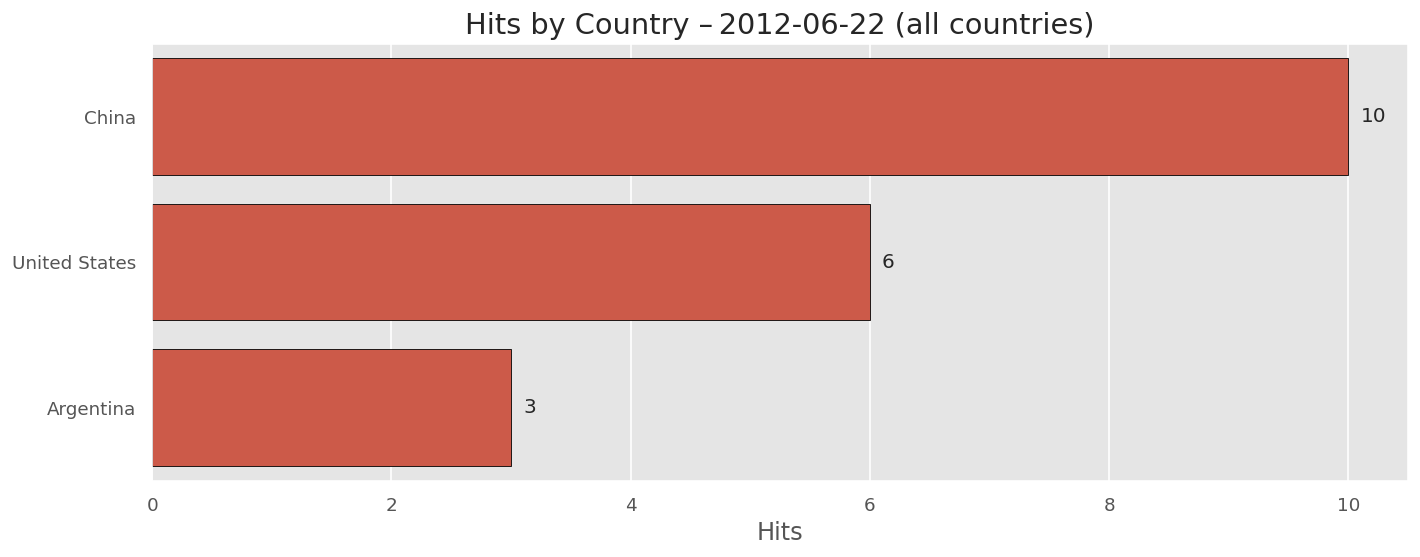 Hits by Country – 2012-06-22 (all countries)
China
10
United States
6
Argentina
3
0 2 4 6 8 10
Hits